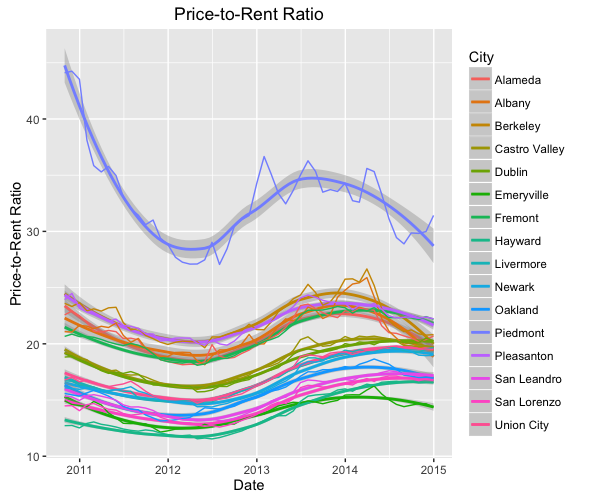 Price-to-Rent Ratio
Price-to-Rent Ratio
40
30
20
10
2011 2012 2013 2014 2015
Date
City
Alameda
Albany
Berkeley
Castro Valley
Dublin
Emeryville
Fremont
Hayward
Livermore
Newark
Oakland
Piedmont
Pleasanton
San Leandro
San Lorenzo
Union City